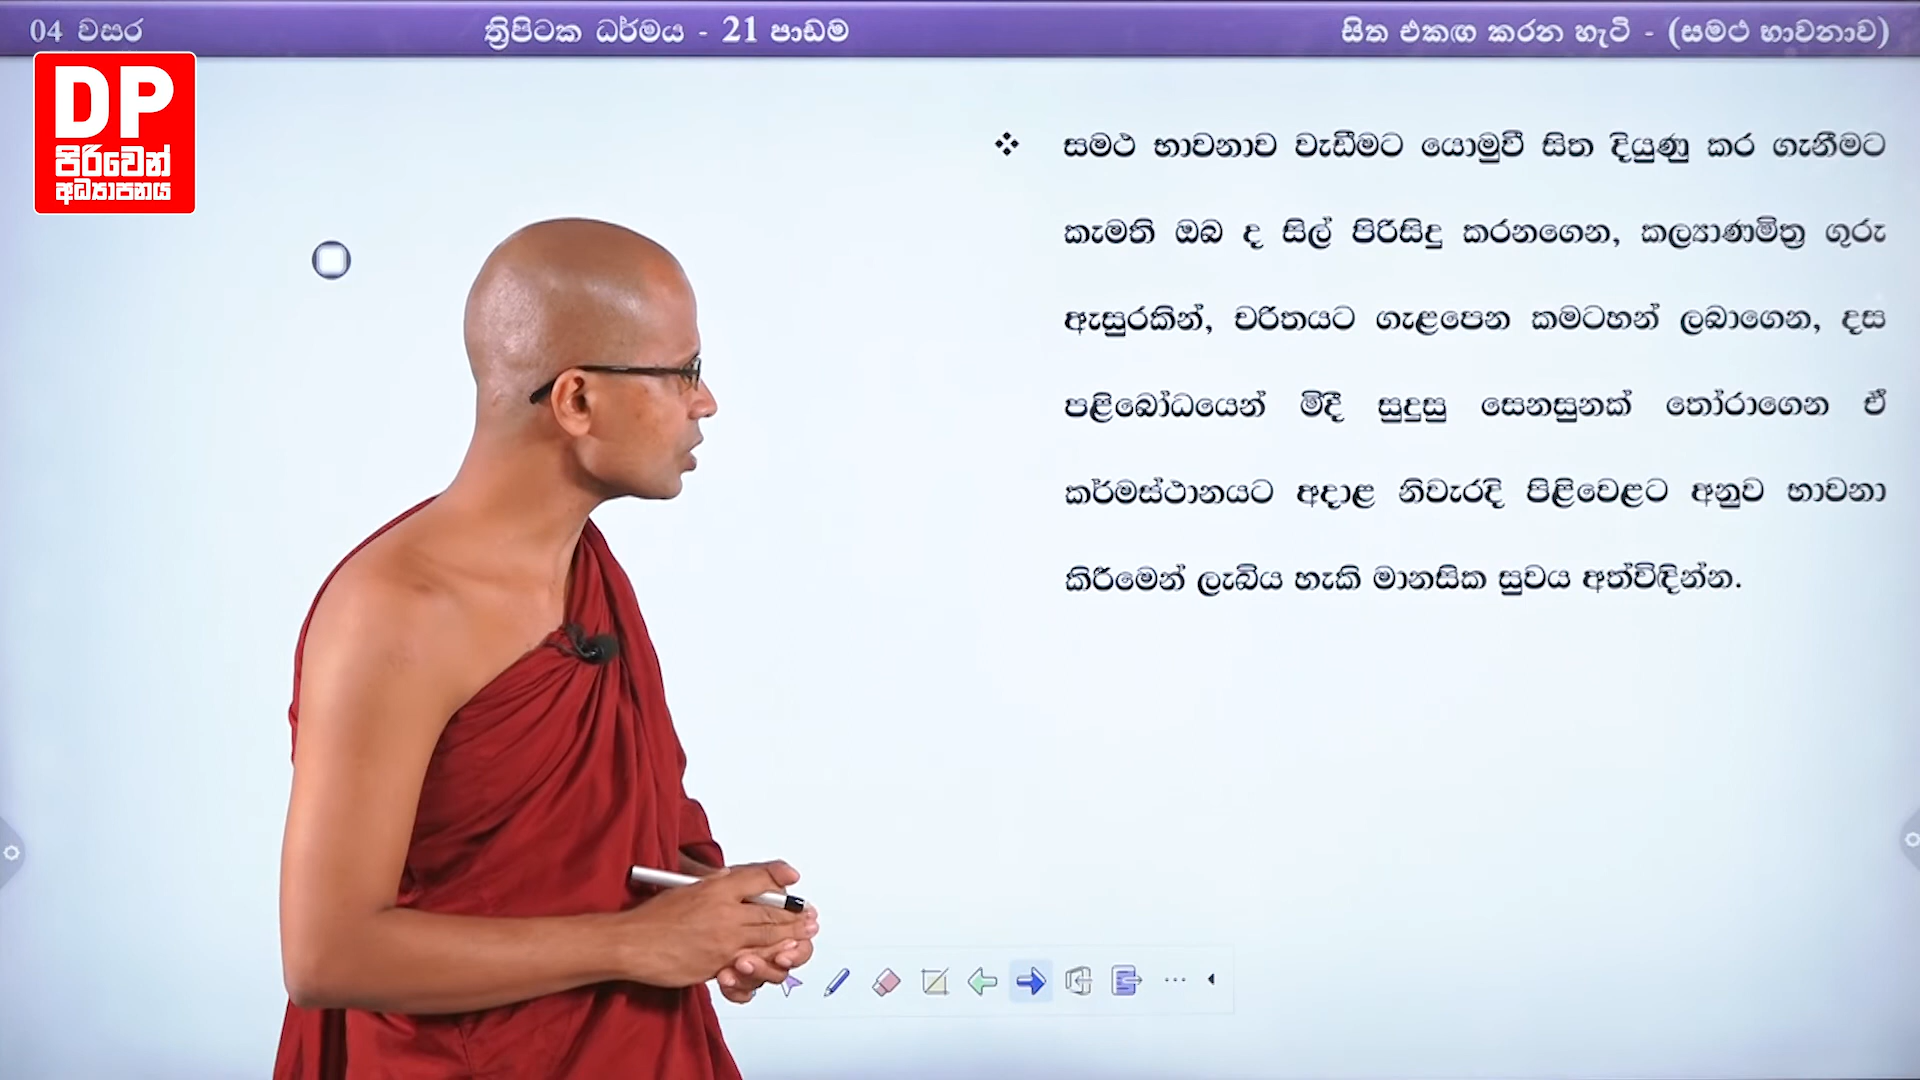 04 වසර
ත්‍රිපිටක ධර්මය - 21 පාඩම
සිත එකඟ කරන හැටි - (සමථ භාවනාව)
DP
පිරිවෙන්
අධ්‍යාපනය
❖ සමථ භාවනාව වැඩීමට යොමුවී සිත දියුණු කර ගැනීමට
කැමති ඔබ ද සිල් පිරිසිදු කරනගෙන, කල්‍යාණමිත්‍ර ගුරු
ඇසුරකින්, චරිතයට ගැළපෙන කමටහන් ලබාගෙන, දස
පළිබෝධයෙන් මිදී සුදුසු සෙනසුනක් තෝරාගෙන ඒ
කර්මස්ථානයට අදාළ නිවැරදි පිළිවෙළට අනුව භාවනා
කිරීමෙන් ලැබිය හැකි මානසික සුවය අත්විඳින්න.